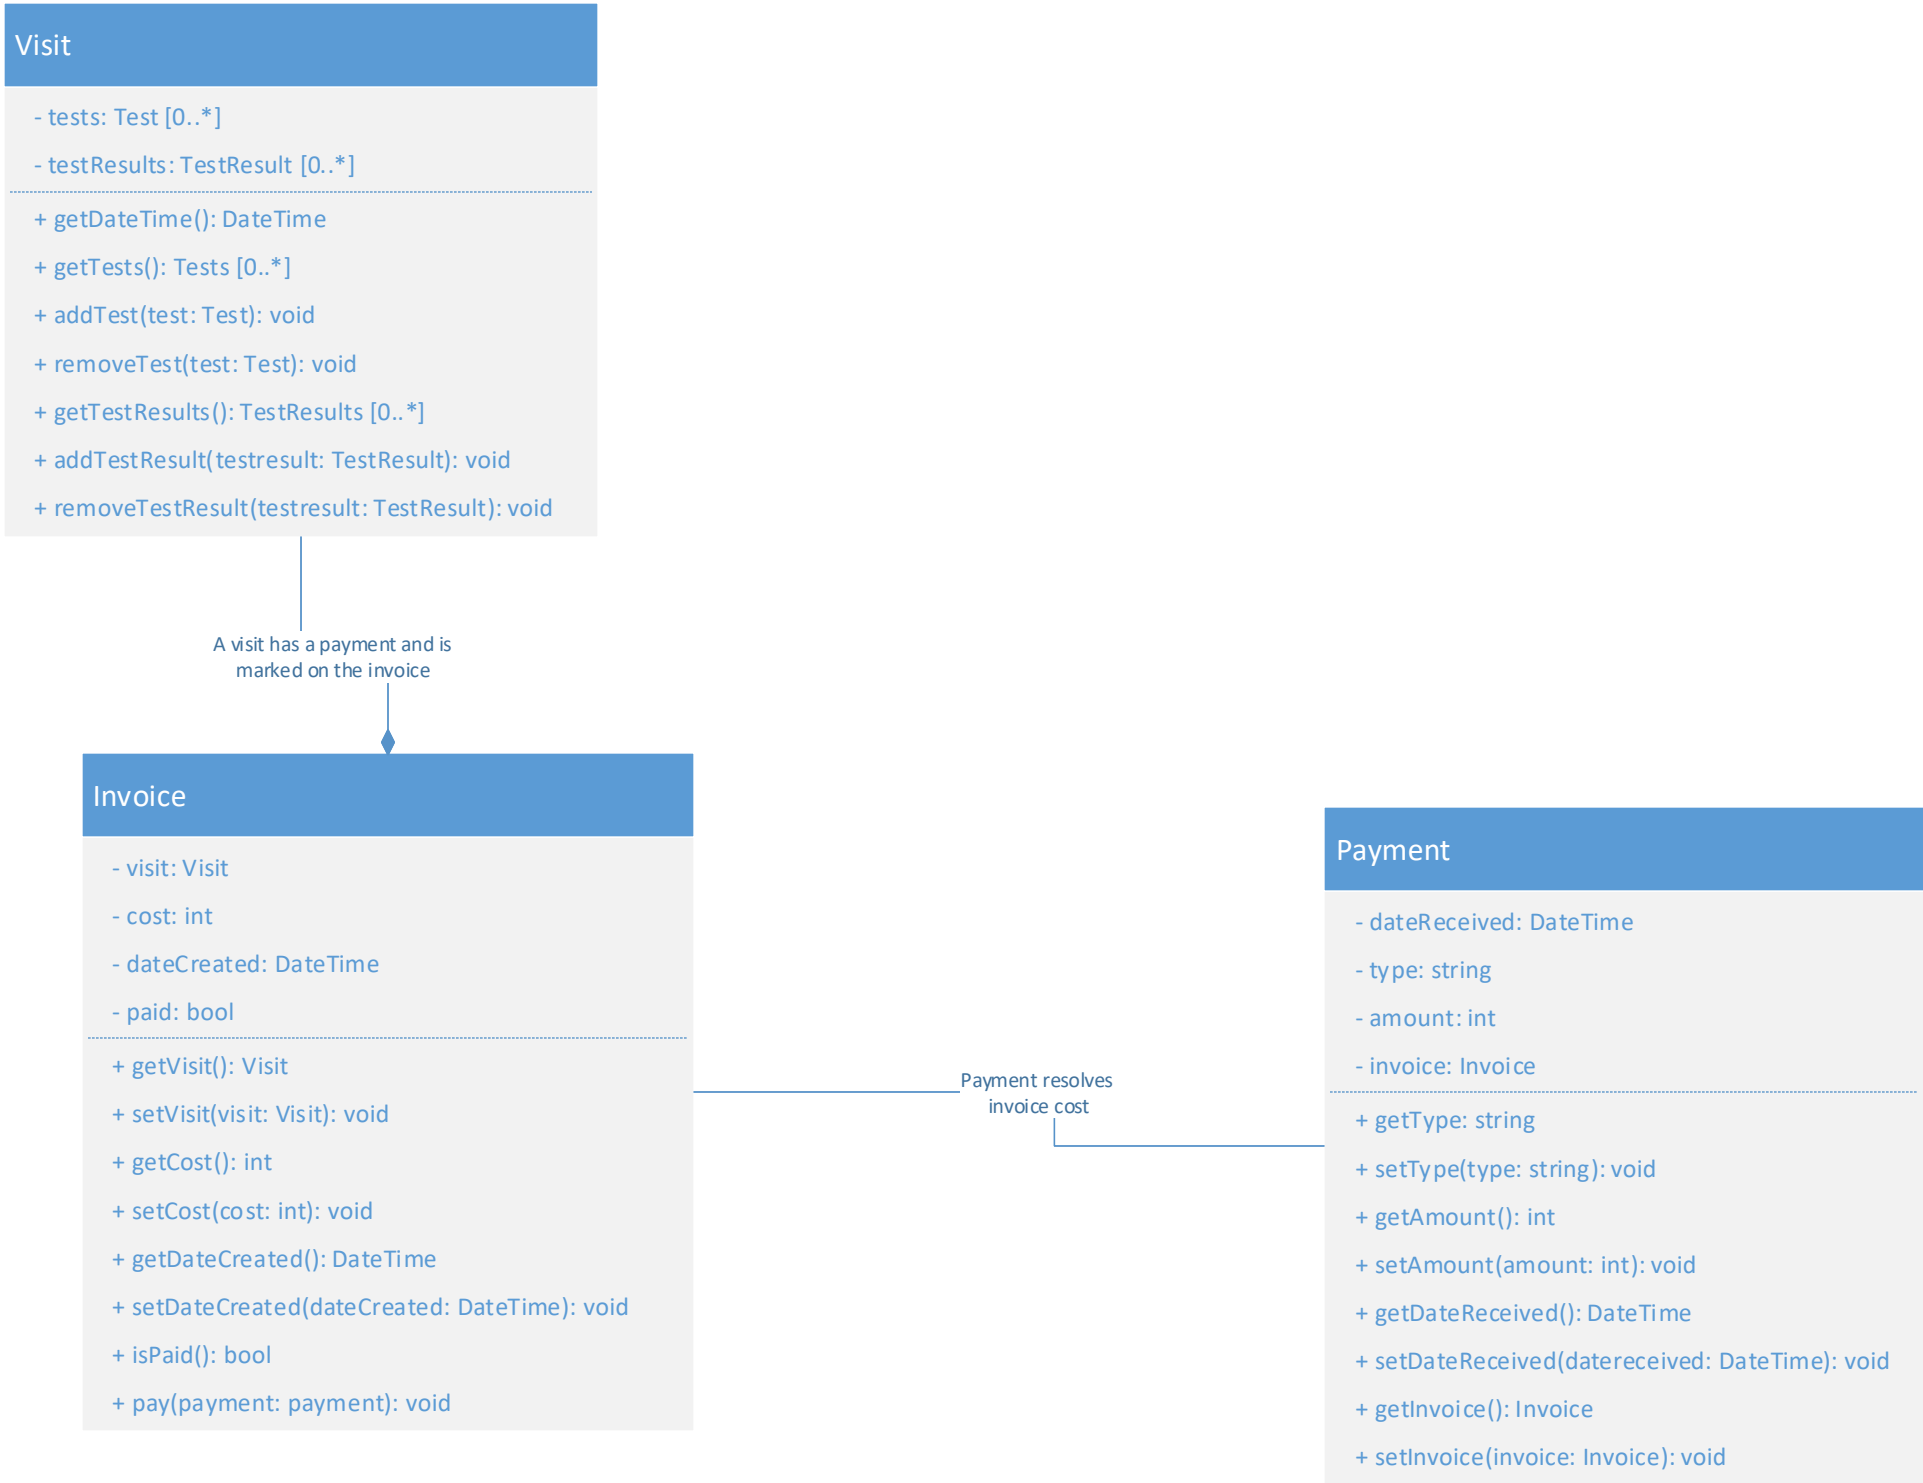 Visit
- tests: Test [0..*]
- testResults: TestResult [0..*]
+ getDateTime(): DateTime
+ getTests(): Tests [0..*]
+ addTest(test: Test): void
+ removeTest(test: Test): void
+ getTestResults(): TestResults [0..*]
+ addTestResult(testresult: TestResult): void
+ removeTestResult(testresult: TestResult): void
A visit has a payment and is
marked on the invoice
Invoice
- visit: Visit
- cost: int
- dateCreated: DateTime
- paid: bool
+ getVisit(): Visit
+ setVisit(visit: Visit): void
+ getCost(): int
+ setCost(cost: int): void
+ getDateCreated(): DateTime
+ setDateCreated(dateCreated: DateTime): void
+ isPaid(): bool
+ pay(payment: payment): void
Payment resolves
invoice cost
Payment
- dateReceived: DateTime
- type: string
- amount: int
- invoice: Invoice
+ getType: string
+ setType(type: string): void
+ getAmount(): int
+ setAmount(amount: int): void
+ getDateReceived(): DateTime
+ setDateReceived(datereceived: DateTime): void
+ getInvoice(): Invoice
+ setInvoice(invoice: Invoice): void